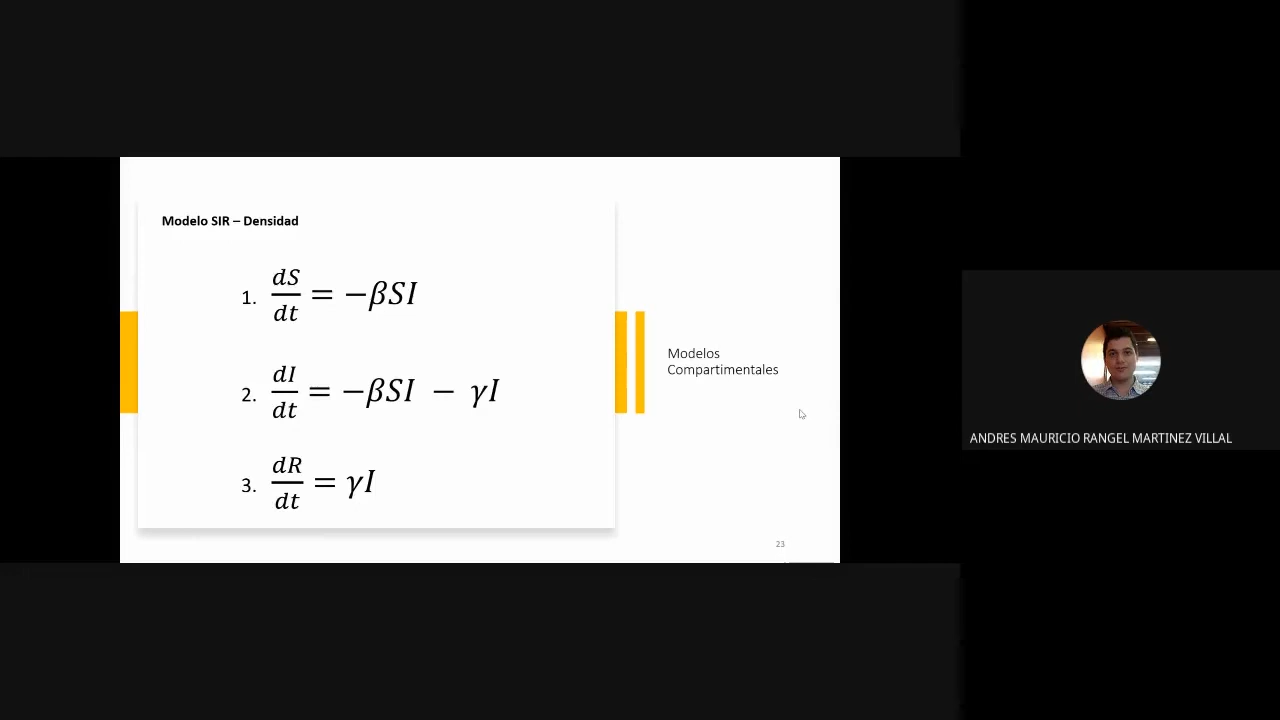 Modelo SIR – Densidad
1. dS/dt = −βSI
2. dI/dt = −βSI − γI
3. dR/dt = γI
Modelos
Compartimentales
23
ANDRES MAURICIO RANGEL MARTINEZ VILLAL